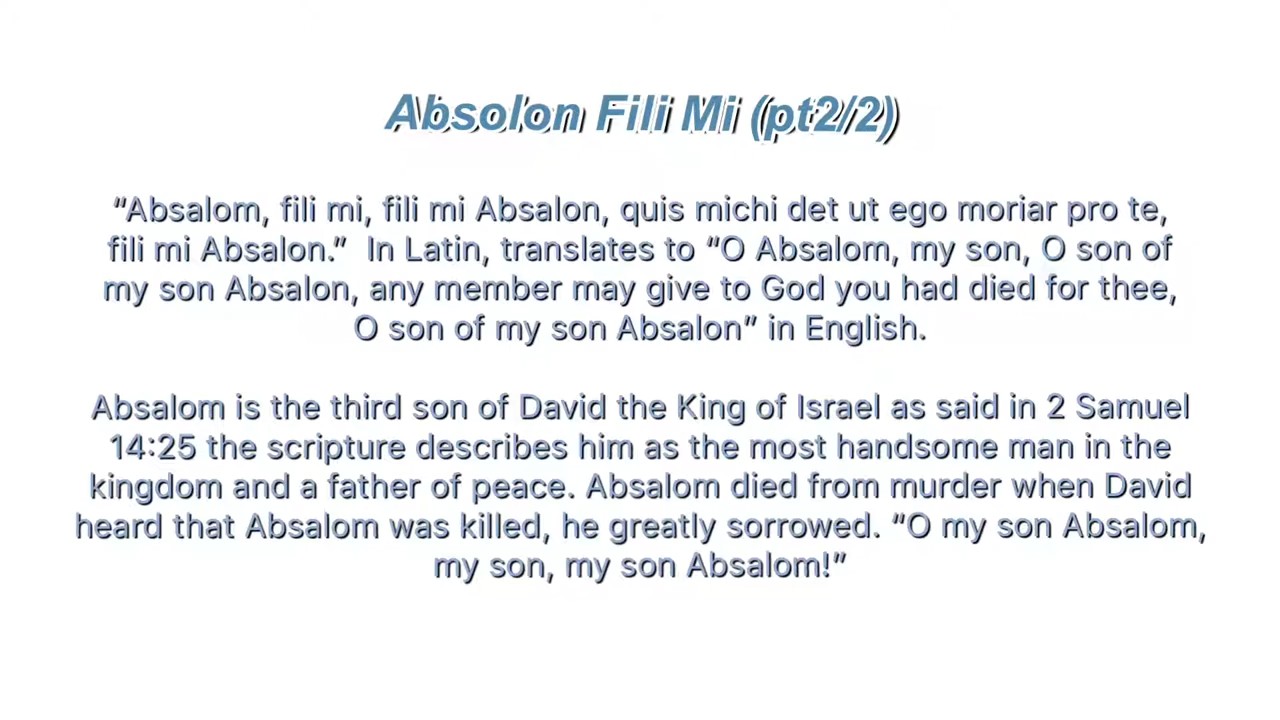 Absolon Fili Mi (pt2/2)
“Absalom, fili mi, fili mi Absalon, quis michi det ut ego moriar pro te,
fili mi Absalon.”  In Latin, translates to “O Absalom, my son, O son of
my son Absalon, any member may give to God you had died for thee,
O son of my son Absalon” in English.
Absalom is the third son of David the King of Israel as said in 2 Samuel
14:25 the scripture describes him as the most handsome man in the
kingdom and a father of peace. Absalom died from murder when David
heard that Absalom was killed, he greatly sorrowed. “O my son Absalom,
my son, my son Absalom!”